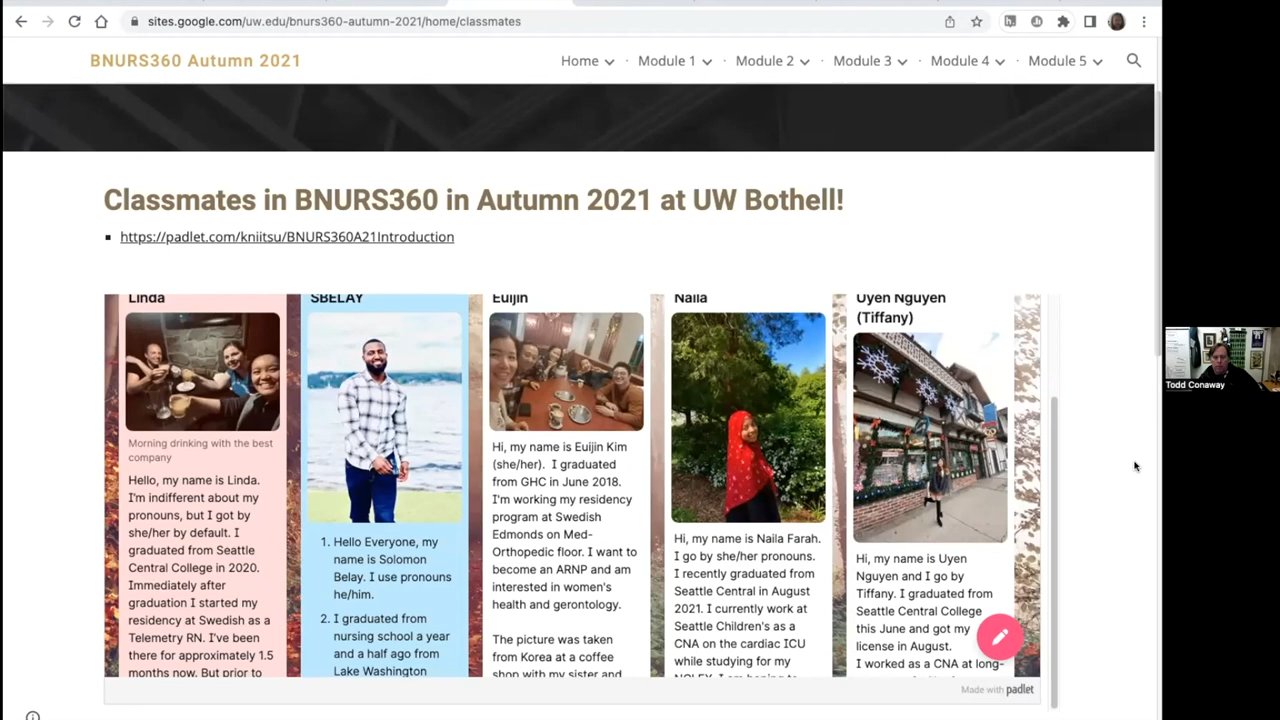 sites.google.com/uw.edu/bnurs360-autumn-2021/home/classmates
BNURS360 Autumn 2021
Home
Module 1
Module 2
Module 3
Module 4
Module 5
Classmates in BNURS360 in Autumn 2021 at UW Bothell!
https://padlet.com/kniitsu/BNURS360A21Introduction
Linda
Morning drinking with the best
company
Hello, my name is Linda.
I'm indifferent about my
pronouns, but I got by
she/her by default. I
graduated from Seattle
Central College in 2020.
Immediately after
graduation I started my
residency at Swedish as a
Telemetry RN. I've been
there for approximately 1.5
months now. But prior to
SBELAY
1. Hello Everyone, my
name is Solomon
Belay. I use pronouns
he/him.
2. I graduated from
nursing school a year
and a half ago from
Lake Washington
Euijin
Hi, my name is Euijin Kim
(she/her). I graduated
from GHC in June 2018.
I'm working my residency
program at Swedish
Edmonds on Med-
Orthopedic floor. I want to
become an ARNP and am
interested in women's
health and gerontology.
The picture was taken
from Korea at a coffee
shop with my sister and
Naila
Hi, my name is Naila Farah.
I go by she/her pronouns.
I recently graduated from
Seattle Central in August
2021. I currently work at
Seattle Children's as a
CNA on the cardiac ICU
while studying for my
NCLEX. I am hoping to
Uyen Nguyen
(Tiffany)
Hi, my name is Uyen
Nguyen and I go by
Tiffany. I graduated from
Seattle Central College
this June and got my
license in August.
I worked as a CNA at long-
Made with padlet
Todd Conaway